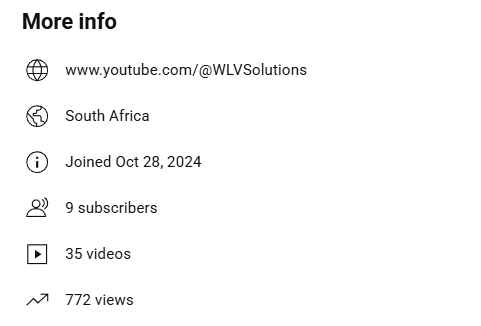 More info
www.youtube.com/@WLVSolutions
South Africa
Joined Oct 28, 2024
9 subscribers
35 videos
772 views